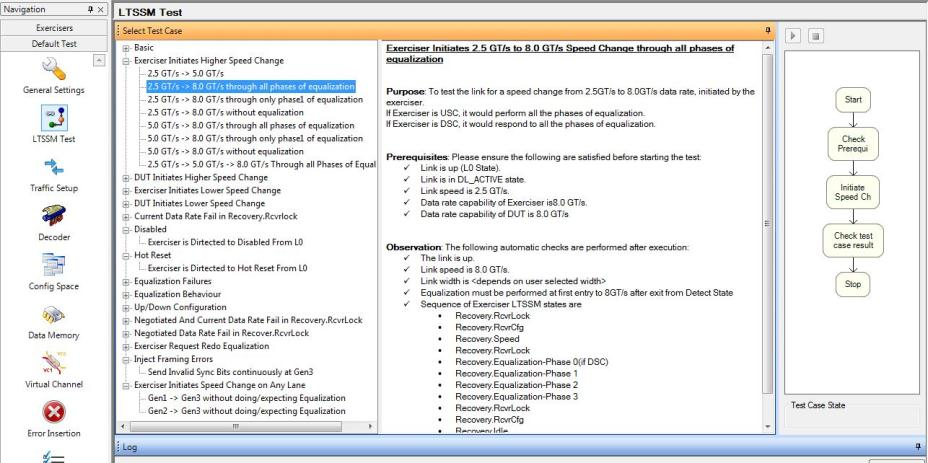 Navigation
LTSSM Test
Exercisers
Default Test
General Settings
LTSSM Test
Traffic Setup
Decoder
Config Space
Data Memory
Virtual Channel
Error Insertion
Select Test Case
Basic
Exerciser Initiates Higher Speed Change
2.5 GT/s -> 5.0 GT/s
2.5 GT/s -> 8.0 GT/s through all phases of equalization
2.5 GT/s -> 8.0 GT/s through only phase1 of equalization
2.5 GT/s -> 8.0 GT/s without equalization
5.0 GT/s -> 8.0 GT/s through all phases of equalization
5.0 GT/s -> 8.0 GT/s through only phase1 of equalization
5.0 GT/s -> 8.0 GT/s without equalization
2.5 GT/s -> 5.0 GT/s -> 8.0 GT/s Through all Phases of Equal
DUT Initiates Higher Speed Change
Exerciser Initiates Lower Speed Change
DUT Initiates Lower Speed Change
Current Data Rate Fail in Recovery.Rcvrlock
Disabled
Exerciser is Dirtected to Disabled From L0
Hot Reset
Exerciser is Dirtected to Hot Reset From L0
Equalization Failures
Equalization Behaviour
Up/Down Configuration
Negotiated And Current Data Rate Fail in Recovery.RcvrLock
Negotiated Data Rate Fail in Recover.RcvrLock
Exerciser Request Redo Equalization
Inject Framing Errors
Send Invalid Sync Bits continuously at Gen3
Exerciser Initiates Speed Change on Any Lane
Gen1 -> Gen3 without doing/expecting Equalization
Gen2 -> Gen3 without doing/expecting Equalization
Exerciser Initiates 2.5 GT/s to 8.0 GT/s Speed Change through all phases of
equalization
Purpose: To test the link for a speed change from 2.5GT/s to 8.0GT/s data rate, initiated by the
exerciser.
If Exerciser is USC, it would perform all the phases of equalization.
If Exerciser is DSC, it would respond to all the phases of equalization.
Prerequisites: Please ensure the following are satisfied before starting the test:
✓ Link is up (L0 State).
✓ Link is in DL_ACTIVE state.
✓ Link speed is 2.5 GT/s.
✓ Data rate capability of Exerciser is8.0 GT/s.
✓ Data rate capability of DUT is 8.0 GT/s
Observation: The following automatic checks are performed after execution:
✓ The link is up.
✓ Link speed is 8.0 GT/s.
✓ Link width is <depends on user selected width>
✓ Equalization must be performed at first entry to 8GT/s after exit from Detect State
✓ Sequence of Exerciser LTSSM states are
• Recovery.RcvrLock
• Recovery.RcvrCfg
• Recovery.Speed
• Recovery.RcvrLock
• Recovery.Equalization-Phase 0(if DSC)
• Recovery.Equalization-Phase 1
• Recovery.Equalization-Phase 2
• Recovery.Equalization-Phase 3
• Recovery.RcvrLock
• Recovery.RcvrCfg
• Recovery.Idle
Start
Check
Prerequi
Initiate
Speed Ch
Check test
case result
Stop
Test Case State
Log